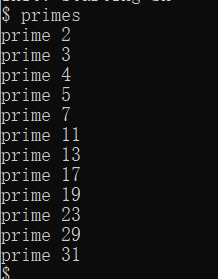 $ primes
prime 2
prime 3
prime 4
prime 5
prime 7
prime 11
prime 13
prime 17
prime 19
prime 23
prime 29
prime 31
$